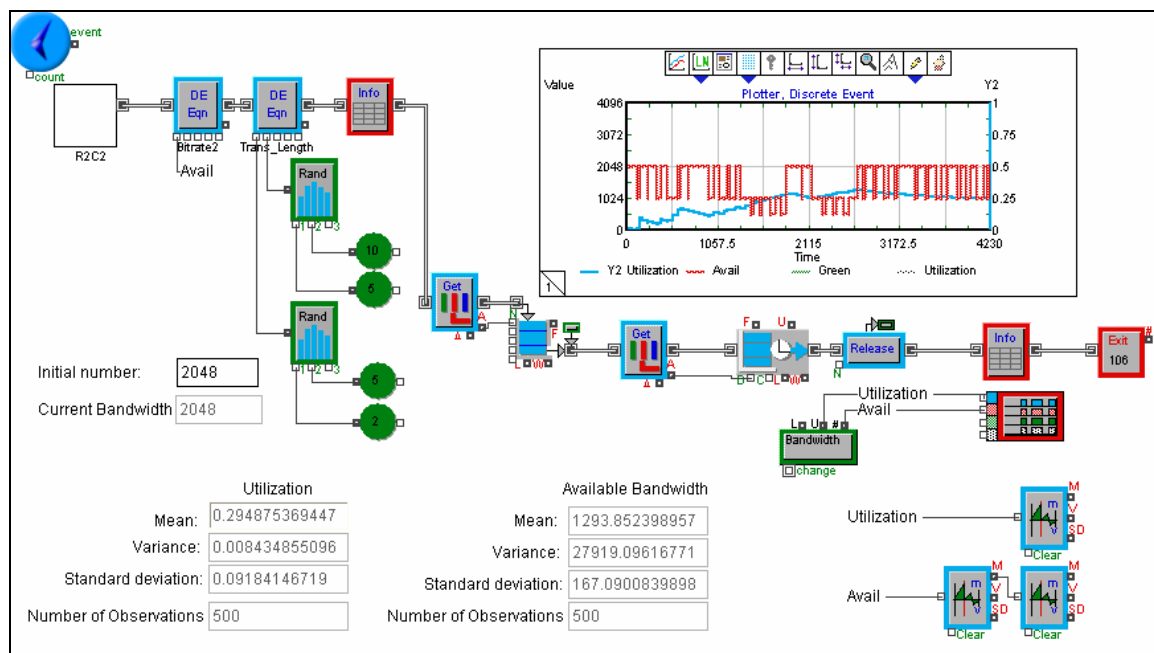 event
count
R2C2
DE
Eqn
Bitrate2
Avail
DE
Eqn
Trans_Length
Info
Rand
1 2 3
10
5
Rand
1 2 3
5
2
Initial number: 2048
Current Bandwidth 2048
Value
Plotter, Discrete Event
Y2
4096
3072
2048
1024
0
1
0.75
0.5
0.25
0
0 1057.5 2115 3172.5 4230
Time
Y2 Utilization Avail Green Utilization
1
Get
A
Δ
N
F
L W
Get
A
Δ
F U
D C L W
Release
N
Info
Exit
106
#
Utilization
Avail
L U #
Bandwidth
change
Utilization
Mean: 0.294875369447
Variance: 0.008434855096
Standard deviation: 0.09184146719
Number of Observations 500
Available Bandwidth
Mean: 1293.852398957
Variance: 27919.09616771
Standard deviation: 167.0900839898
Number of Observations 500
Utilization
m
v
M
V
SD
Clear
Avail
m
v
M
V
SD
Clear
m
v
M
V
SD
Clear